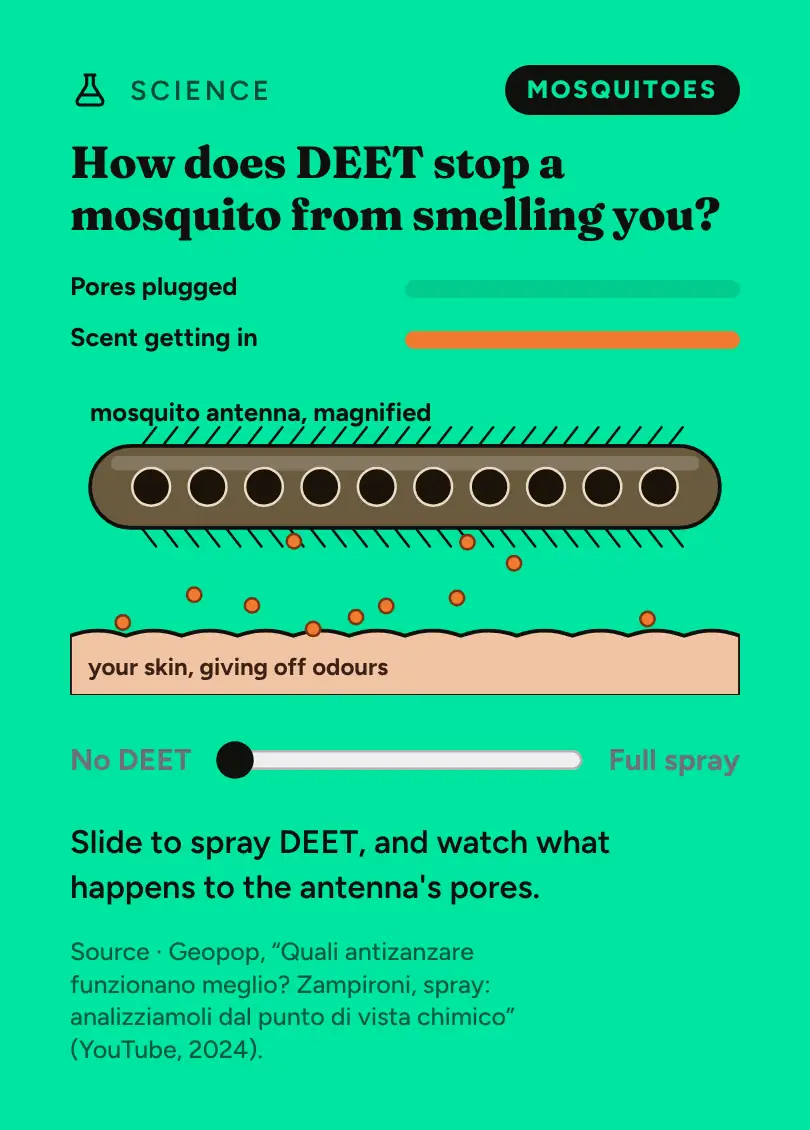 SCIENCE
MOSQUITOES
How does DEET stop a
mosquito from smelling you?
Pores plugged
Scent getting in
mosquito antenna, magnified
your skin, giving off odours
No DEET
Full spray
Slide to spray DEET, and watch what
happens to the antenna's pores.
Source · Geopop, “Quali antizanzare
funzionano meglio? Zampironi, spray:
analizziamoli dal punto di vista chimico”
(YouTube, 2024).